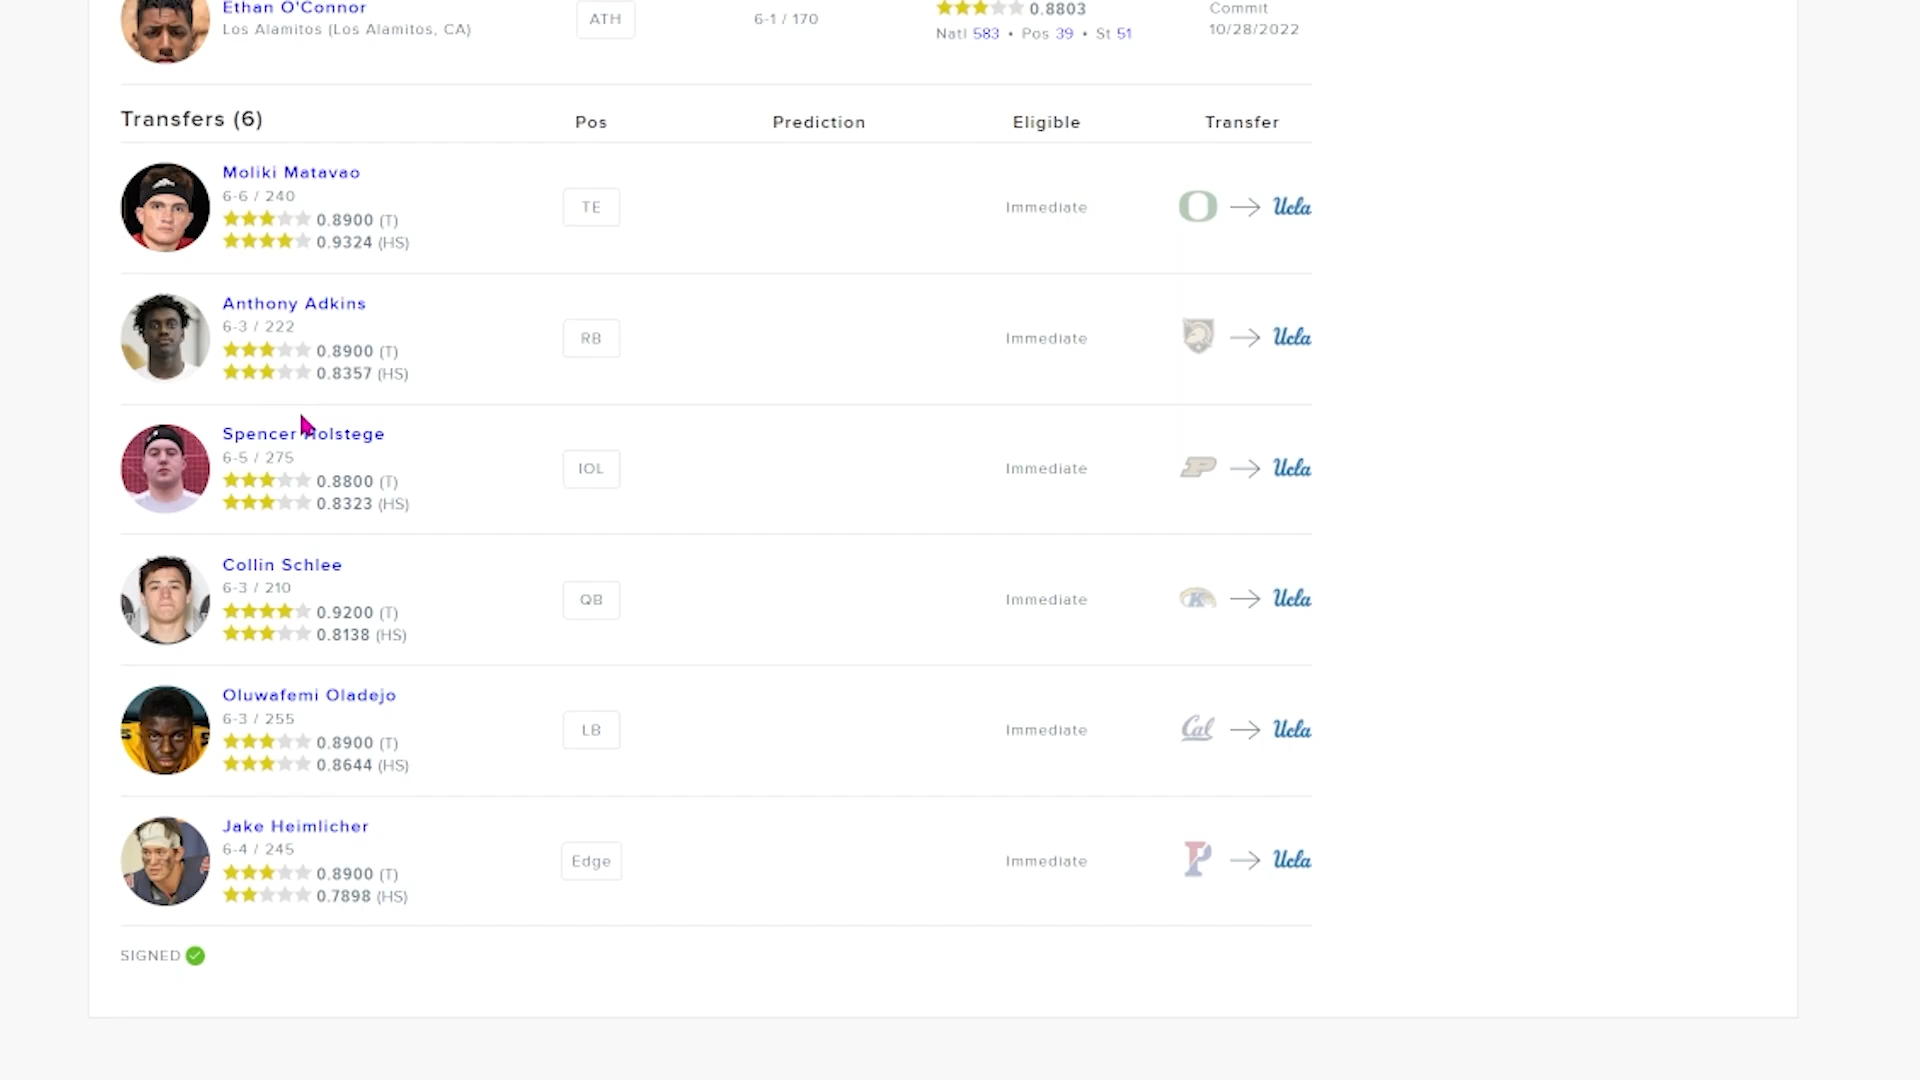 Ethan O'Connor
Los Alamitos (Los Alamitos, CA)
ATH
6-1 / 170
0.8803
Natl 583 • Pos 39 • St 51
Commit
10/28/2022
Transfers (6) Pos Prediction Eligible Transfer
Moliki Matavao
6-6 / 240
0.8900 (T)
0.9324 (HS)
TE
Immediate
O Ucla
Anthony Adkins
6-3 / 222
0.8900 (T)
0.8357 (HS)
RB
Immediate
Ucla
Spencer Holstege
6-5 / 275
0.8800 (T)
0.8323 (HS)
IOL
Immediate
P Ucla
Collin Schlee
6-3 / 210
0.9200 (T)
0.8138 (HS)
QB
Immediate
K Ucla
Oluwafemi Oladejo
6-3 / 255
0.8900 (T)
0.8644 (HS)
LB
Immediate
Cal Ucla
Jake Heimlicher
6-4 / 245
0.8900 (T)
0.7898 (HS)
Edge
Immediate
P Ucla
SIGNED